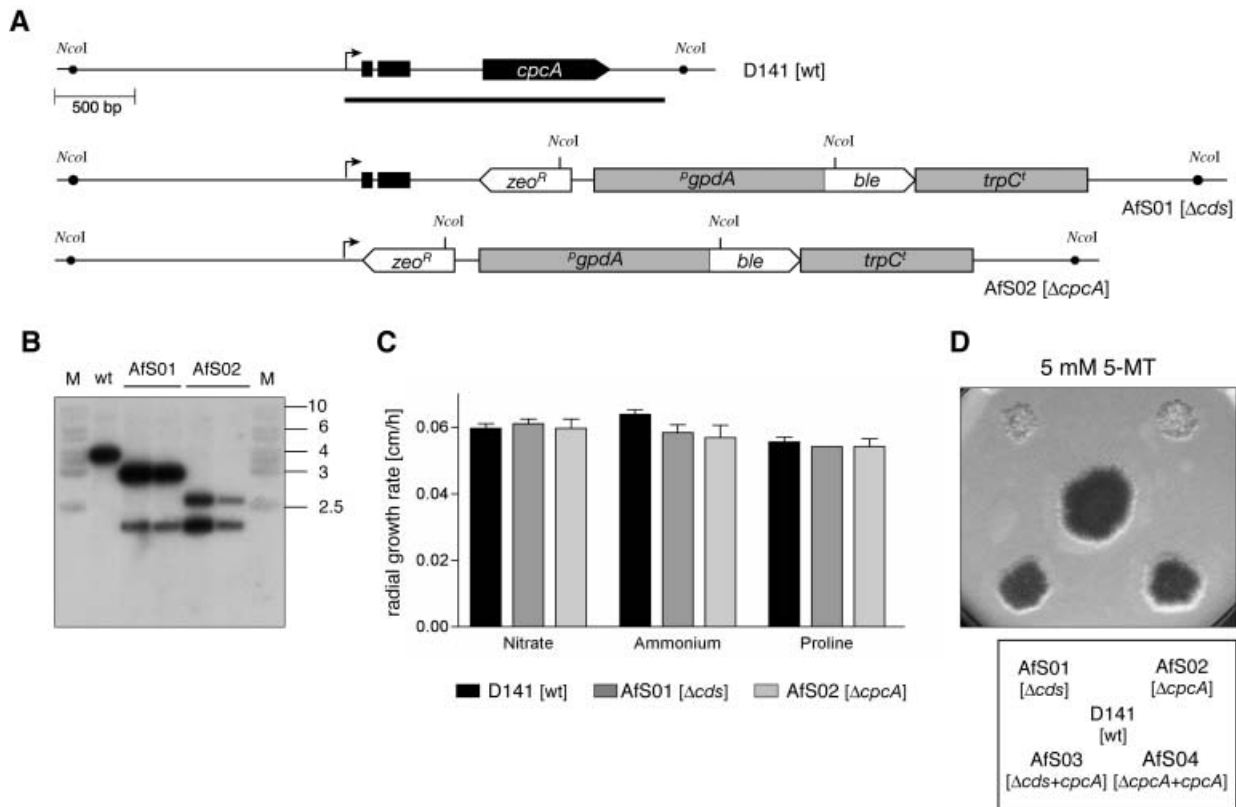 A
NcoI NcoI
cpcA
D141 [wt]
500 bp
NcoI NcoI NcoI NcoI
zeoR PgpdA ble trpCt
AfS01 [Δcds]
NcoI NcoI NcoI NcoI
zeoR PgpdA ble trpCt
AfS02 [ΔcpcA]
B
AfS01 AfS02
M wt M
10
6
4
3
2.5
C
radial growth rate [cm/h]
0.06
0.04
0.02
0.00
Nitrate Ammonium Proline
D141 [wt] AfS01 [Δcds] AfS02 [ΔcpcA]
D
5 mM 5-MT
AfS01 AfS02
[Δcds] [ΔcpcA]
D141
[wt]
AfS03 AfS04
[Δcds+cpcA] [ΔcpcA+cpcA]